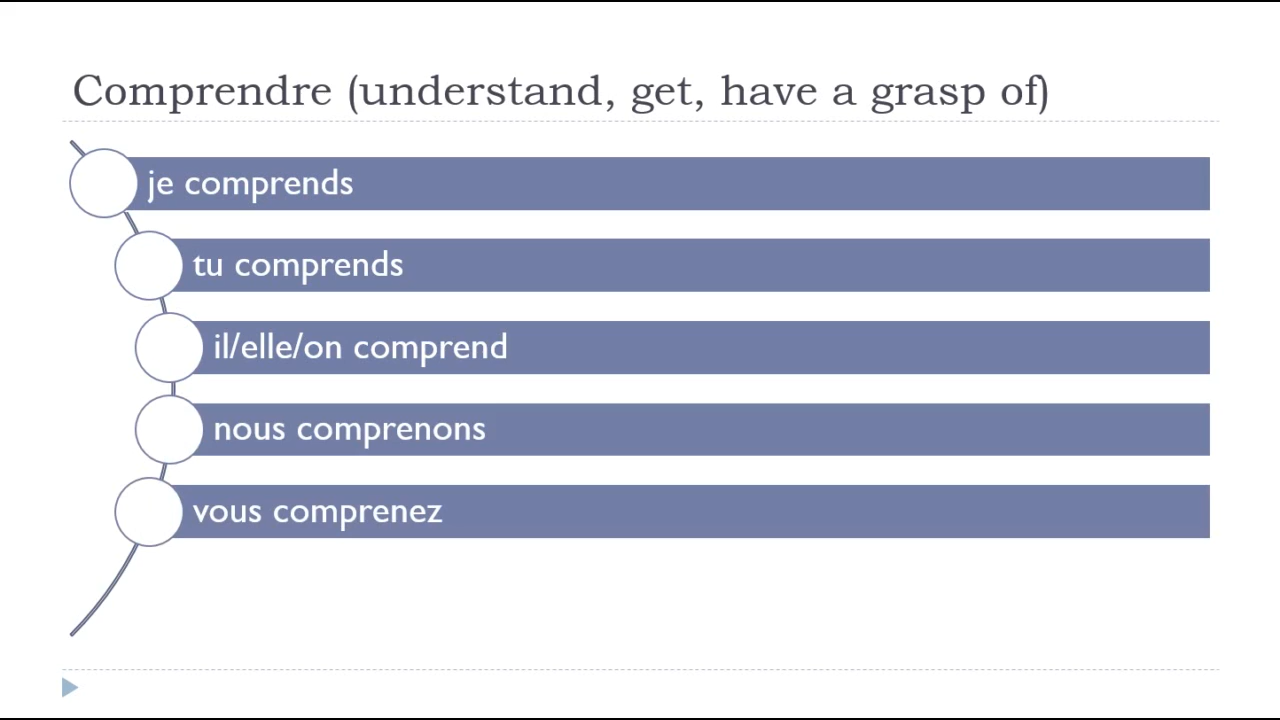 Comprendre (understand, get, have a grasp of)
je comprends
tu comprends
il/elle/on comprend
nous comprenons
vous comprenez